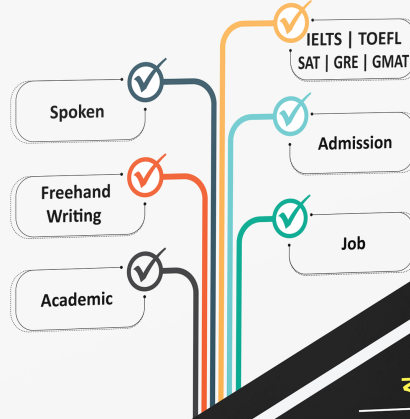 IELTS | TOEFL
SAT | GRE | GMAT
Spoken
Admission
Freehand
Writing
Job
Academic